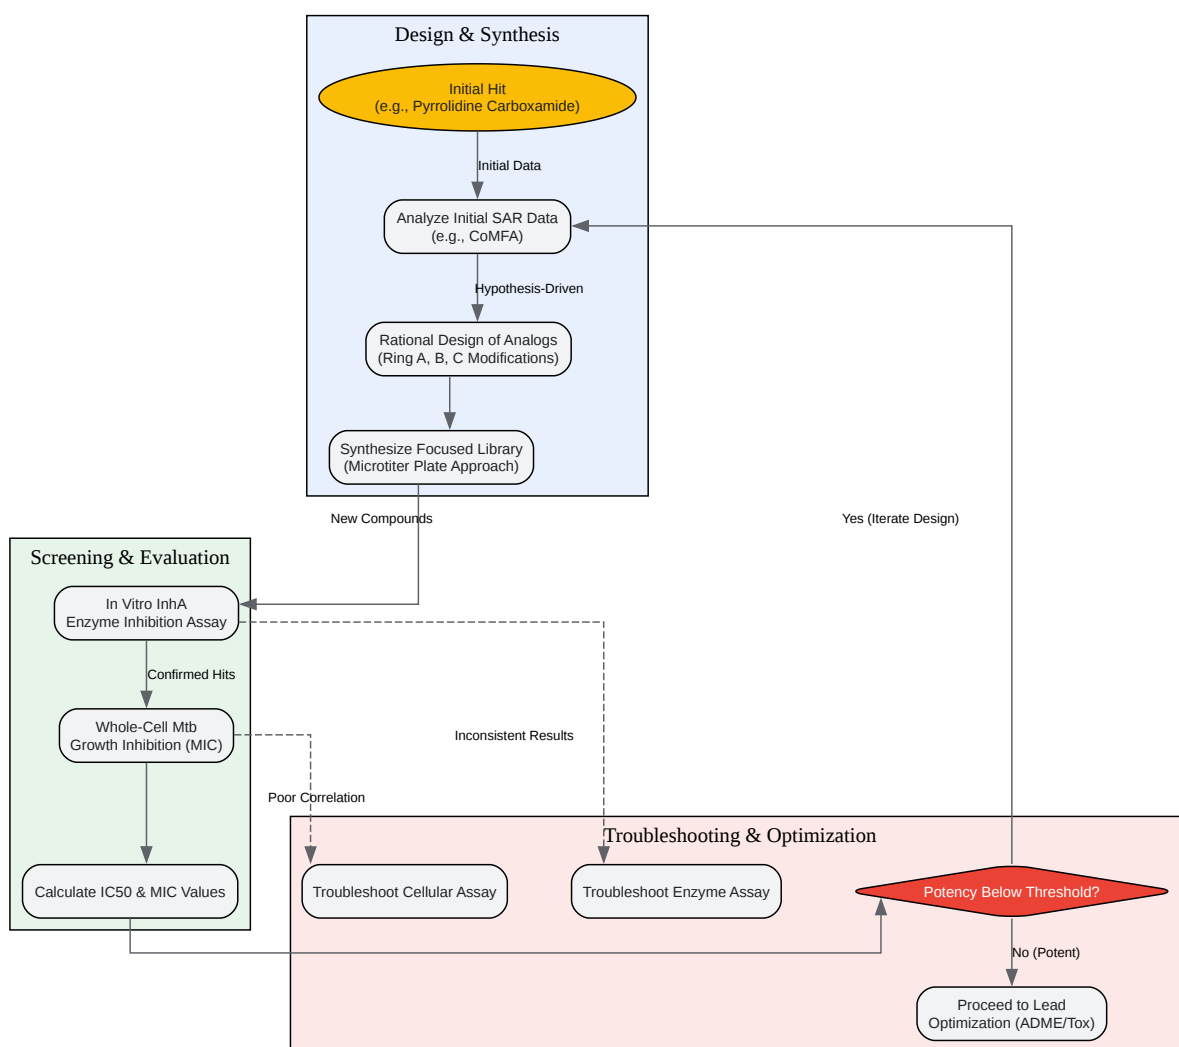 Design & Synthesis
Initial Hit
(e.g., Pyrrolidine Carboxamide)
Initial Data
Analyze Initial SAR Data
(e.g., CoMFA)
Hypothesis-Driven
Rational Design of Analogs
(Ring A, B, C Modifications)
Synthesize Focused Library
(Microtiter Plate Approach)
New Compounds
Yes (Iterate Design)
Screening & Evaluation
In Vitro InhA
Enzyme Inhibition Assay
Confirmed Hits
Whole-Cell Mtb
Growth Inhibition (MIC)
Inconsistent Results
Poor Correlation
Calculate IC50 & MIC Values
Troubleshooting & Optimization
Troubleshoot Cellular Assay
Troubleshoot Enzyme Assay
Potency Below Threshold?
No (Potent)
Proceed to Lead
Optimization (ADME/Tox)